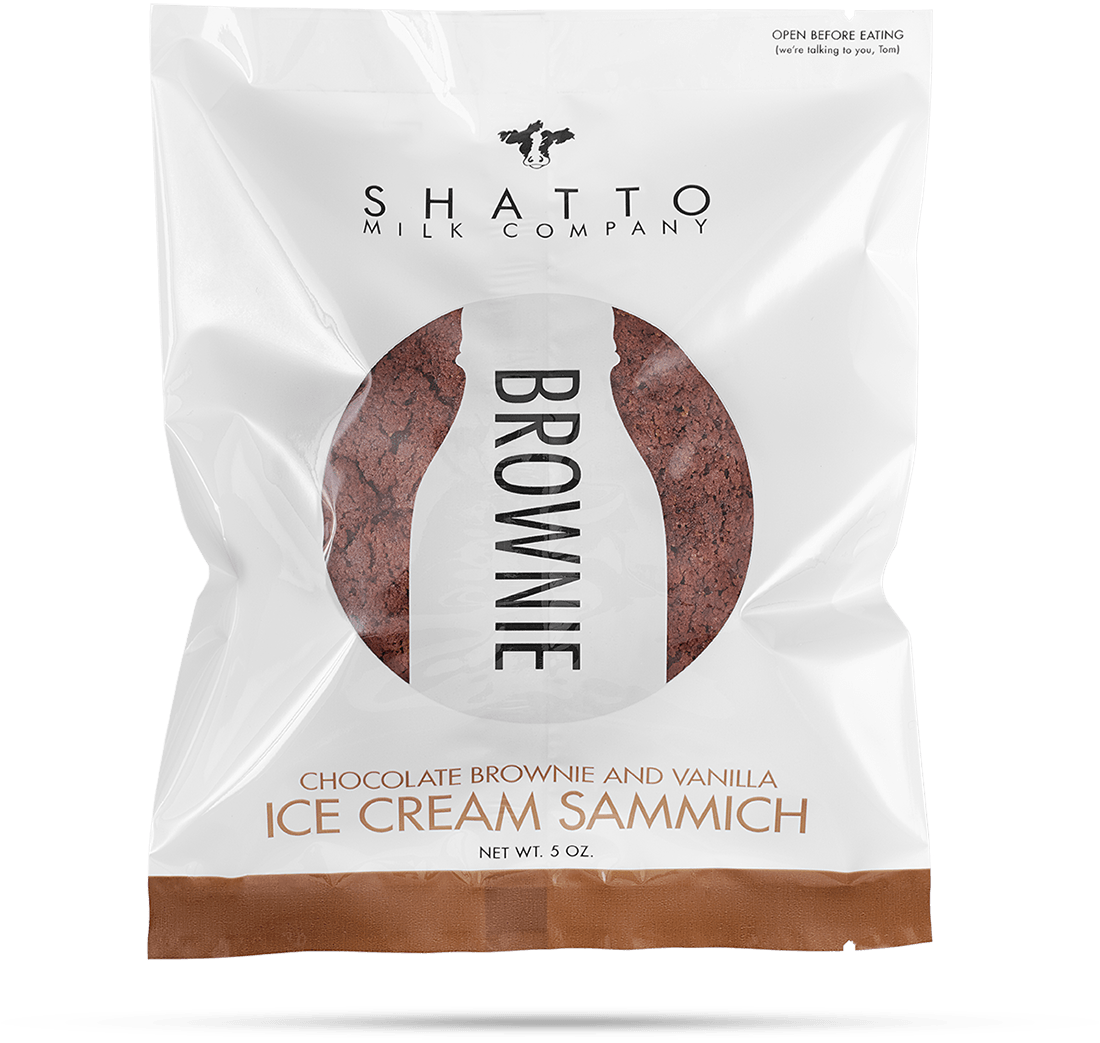 OPEN BEFORE EATING
(we're talking to you, Tom)
SHATTO
MILK COMPANY
BROWNIE
CHOCOLATE BROWNIE AND VANILLA
ICE CREAM SAMMICH
NET WT. 5 OZ.